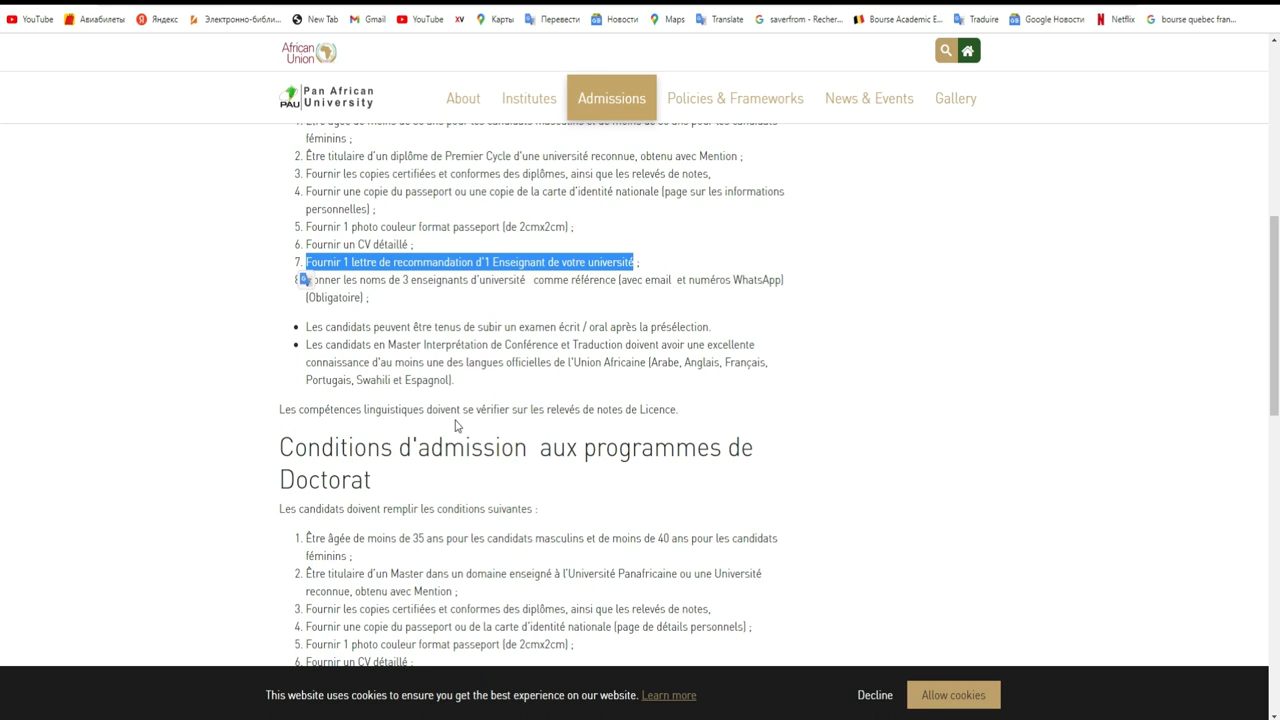 YouTube Авиабилеты Яндекс Электронно-библи... New Tab Gmail YouTube XV Карты Перевести Новости Maps Translate saverfrom - Recher... Bourse Academic E... Traduire Google Новости Netflix bourse quebec fran...
African
Union
Pan African
University
PAU
About Institutes Admissions Policies & Frameworks News & Events Gallery
féminins ;
2. Être titulaire d'un diplôme de Premier Cycle d'une université reconnue, obtenu avec Mention ;
3. Fournir les copies certifiées et conformes des diplômes, ainsi que les relevés de notes,
4. Fournir une copie du passeport ou une copie de la carte d'identité nationale (page sur les informations
personnelles) ;
5. Fournir 1 photo couleur format passeport (de 2cmx2cm) ;
6. Fournir un CV détaillé ;
7. Fournir 1 lettre de recommandation d'1 Enseignant de votre université ;
onner les noms de 3 enseignants d'université comme référence (avec email et numéros WhatsApp)
(Obligatoire) ;
• Les candidats peuvent être tenus de subir un examen écrit / oral après la présélection.
• Les candidats en Master Interprétation de Conférence et Traduction doivent avoir une excellente
connaissance d'au moins une des langues officielles de l'Union Africaine (Arabe, Anglais, Français,
Portugais, Swahili et Espagnol).
Les compétences linguistiques doivent se vérifier sur les relevés de notes de Licence.
Conditions d'admission aux programmes de
Doctorat
Les candidats doivent remplir les conditions suivantes :
1. Être âgée de moins de 35 ans pour les candidats masculins et de moins de 40 ans pour les candidats
féminins ;
2. Être titulaire d'un Master dans un domaine enseigné à l'Université Panafricaine ou une Université
reconnue, obtenu avec Mention ;
3. Fournir les copies certifiées et conformes des diplômes, ainsi que les relevés de notes,
4. Fournir une copie du passeport ou de la carte d'identité nationale (page de détails personnels) ;
5. Fournir 1 photo couleur format passeport (de 2cmx2cm) ;
6. Fournir un CV détaillé ;
This website uses cookies to ensure you get the best experience on our website. Learn more Decline Allow cookies